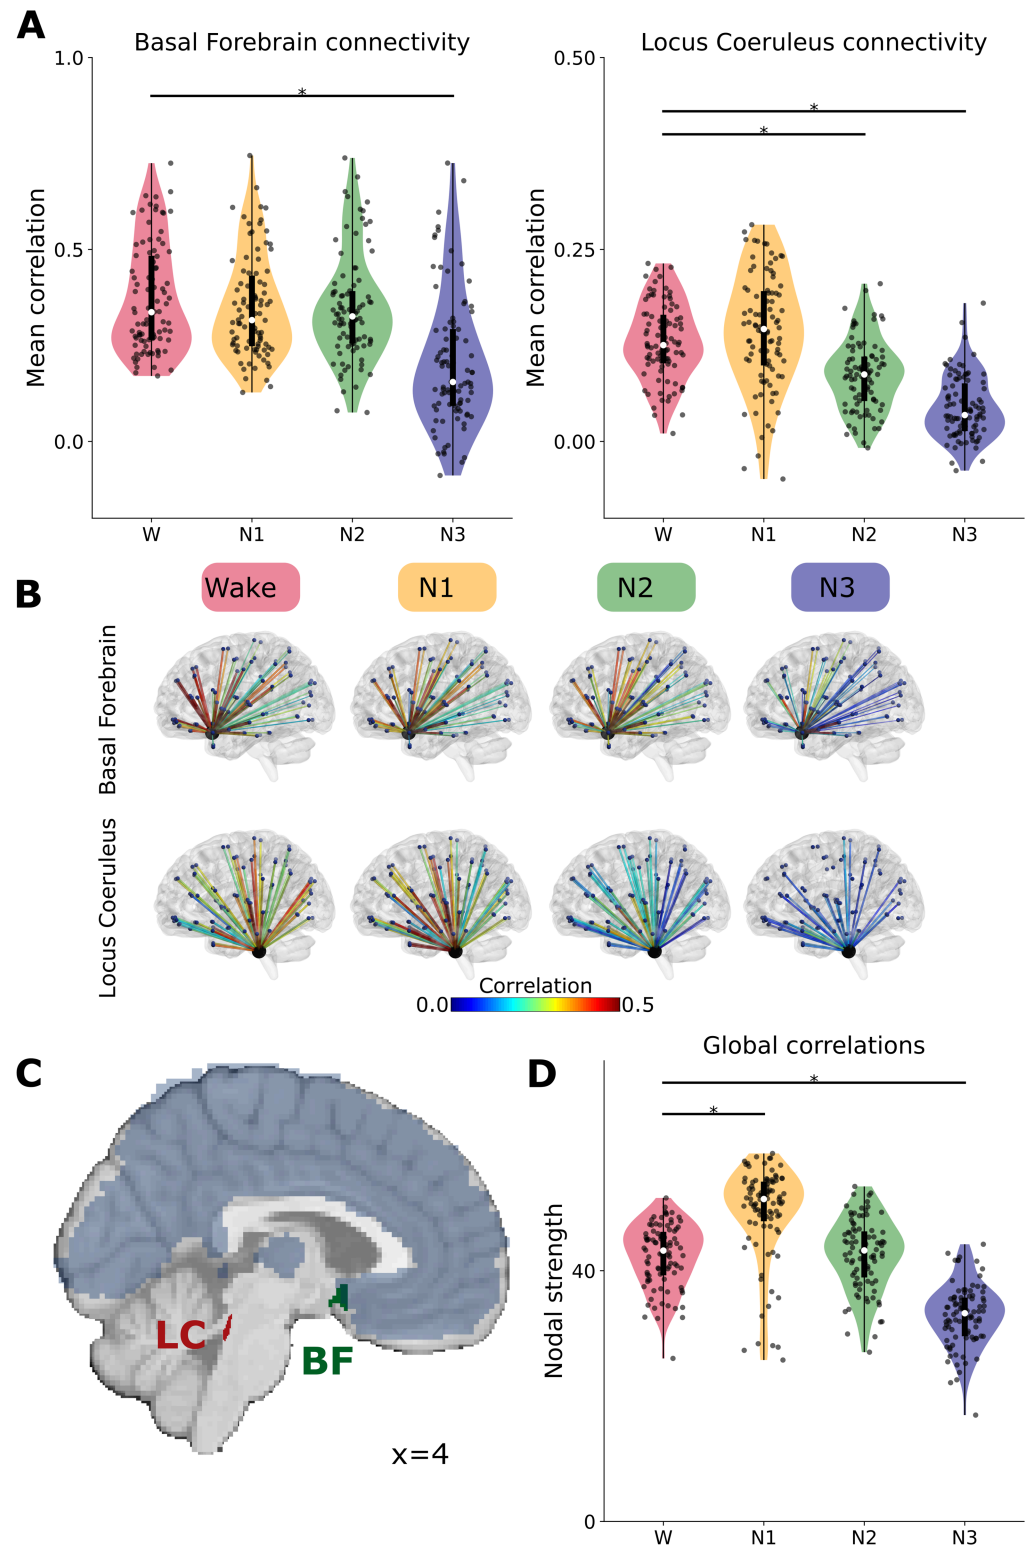 A
Basal Forebrain connectivity
Locus Coeruleus connectivity
1.0
0.5
0.0
Mean correlation
*
W N1 N2 N3
0.50
0.25
0.00
Mean correlation
*
*
W N1 N2 N3
B
Wake N1 N2 N3
Basal Forebrain
Locus Coeruleus
Correlation
0.0 0.5
C
LC
BF
x=4
D
Global correlations
*
*
Nodal strength
40
0
W N1 N2 N3